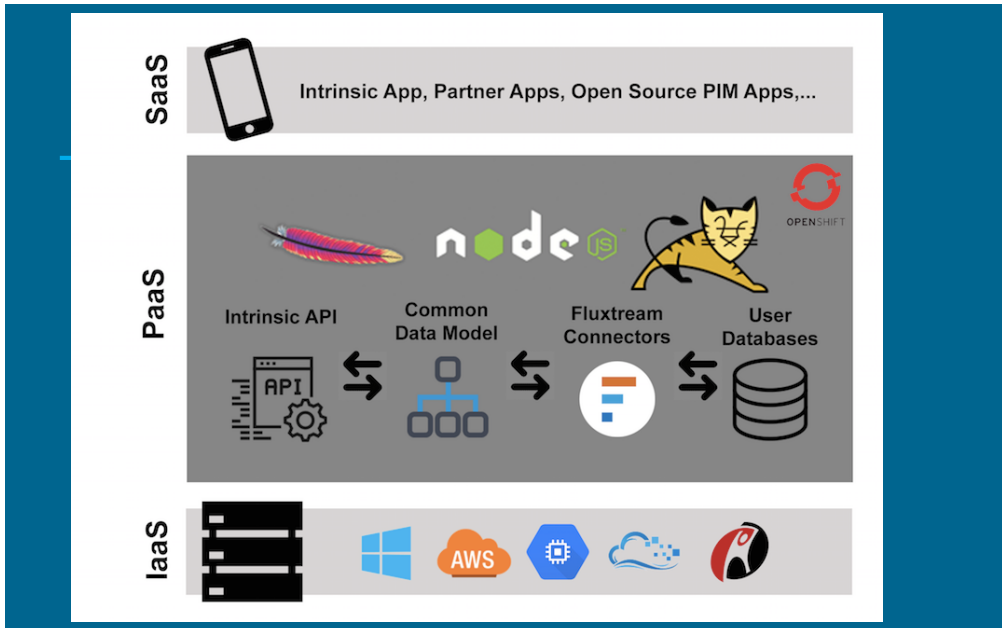 SaaS
Intrinsic App, Partner Apps, Open Source PIM Apps,...
PaaS
OPENSHIFT
node
JS
Intrinsic API
Common
Data Model
Fluxtream
Connectors
User
Databases
API
IaaS
AWS